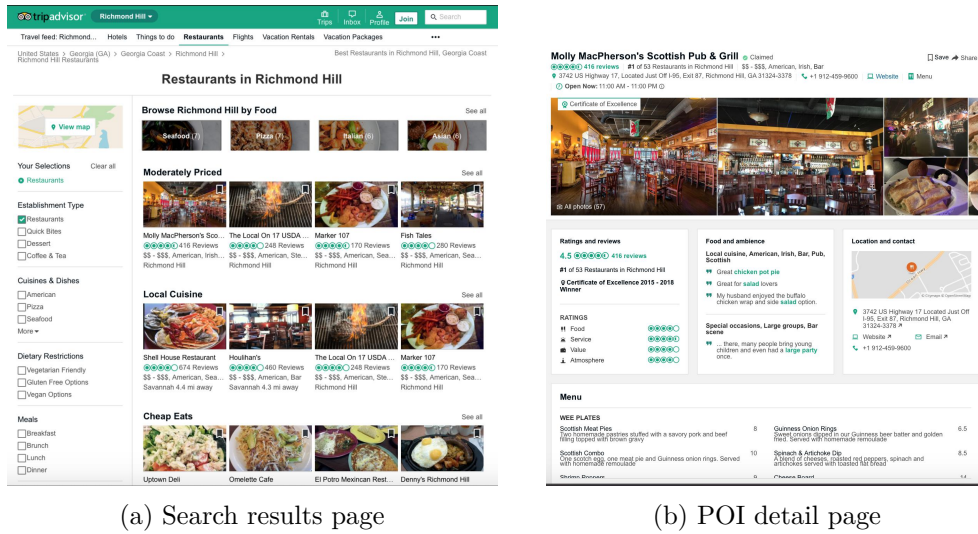 tripadvisor Richmond Hill Trips Inbox Profile Join Search
Travel feed: Richmond... Hotels Things to do Restaurants Flights Vacation Rentals Vacation Packages •••
United States > Georgia (GA) > Georgia Coast > Richmond Hill >
Richmond Hill Restaurants
Best Restaurants in Richmond Hill, Georgia Coast
Restaurants in Richmond Hill
View map
Your Selections Clear all
Restaurants
Establishment Type
Restaurants
Quick Bites
Dessert
Coffee & Tea
Cuisines & Dishes
American
Pizza
Seafood
More
Dietary Restrictions
Vegetarian Friendly
Gluten Free Options
Vegan Options
Meals
Breakfast
Brunch
Lunch
Dinner
Browse Richmond Hill by Food See all
Seafood (7) Pizza (7) Italian (6) Asian (6)
Moderately Priced See all
Molly MacPherson's Sco... The Local On 17 USDA ... Marker 107 Fish Tales
416 Reviews 248 Reviews 170 Reviews 280 Reviews
$$ - $$$, American, Irish... $$ - $$$, American, Ste... $$ - $$$, American, Sea... $$ - $$$, American, Sea...
Richmond Hill Richmond Hill Richmond Hill Richmond Hill
Local Cuisine See all
Shell House Restaurant Houlihan's The Local On 17 USDA ... Marker 107
674 Reviews 460 Reviews 248 Reviews 170 Reviews
$$ - $$$, American, Sea... $$ - $$$, American, Bar $$ - $$$, American, Ste... $$ - $$$, American, Sea...
Savannah 4.4 mi away Savannah 4.3 mi away Richmond Hill Richmond Hill
Cheap Eats See all
Uptown Deli Omelette Cafe El Potro Mexincan Rest... Denny's Richmond Hill
(a) Search results page
Molly MacPherson's Scottish Pub & Grill Claimed Save Share
416 reviews #1 of 53 Restaurants in Richmond Hill $$ - $$$, American, Irish, Bar
3742 US Highway 17, Located Just Off I-95, Exit 87, Richmond Hill, GA 31324-3378 +1 912-459-9600 Website Menu
Open Now: 11:00 AM - 11:00 PM
Certificate of Excellence
All photos (57)
Ratings and reviews
4.5 416 reviews
#1 of 53 Restaurants in Richmond Hill
Certificate of Excellence 2015 - 2018
Winner
RATINGS
Food
Service
Value
Atmosphere
Food and ambience
Local cuisine, American, Irish, Bar, Pub,
Scottish
Great chicken pot pie
Great for salad lovers
My husband enjoyed the buffalo
chicken wrap and side salad option.
Special occasions, Large groups, Bar
scene
... there, many people bring young
children and even had a large party
once.
Location and contact
3742 US Highway 17 Located Just Off
I-95, Exit 87, Richmond Hill, GA
31324-3378
Website Email
+1 912-459-9600
Menu
WEE PLATES
Scottish Meat Pies 8
Two homemade pastries stuffed with a savory pork and beef
filling topped with brown gravy
Guinness Onion Rings 6.5
Sweet onions dipped in our Guinness beer batter and golden
fried. Served with homemade remoulade
Scottish Combo 10
One scotch egg, one meat pie and Guinness onion rings. Served
with homemade remoulade
Spinach & Artichoke Dip 8.5
A blend of cheeses, roasted red peppers, spinach and
artichokes served with toasted flat bread
Shrimp Poppers 9 Cheese Board 14
(b) POI detail page